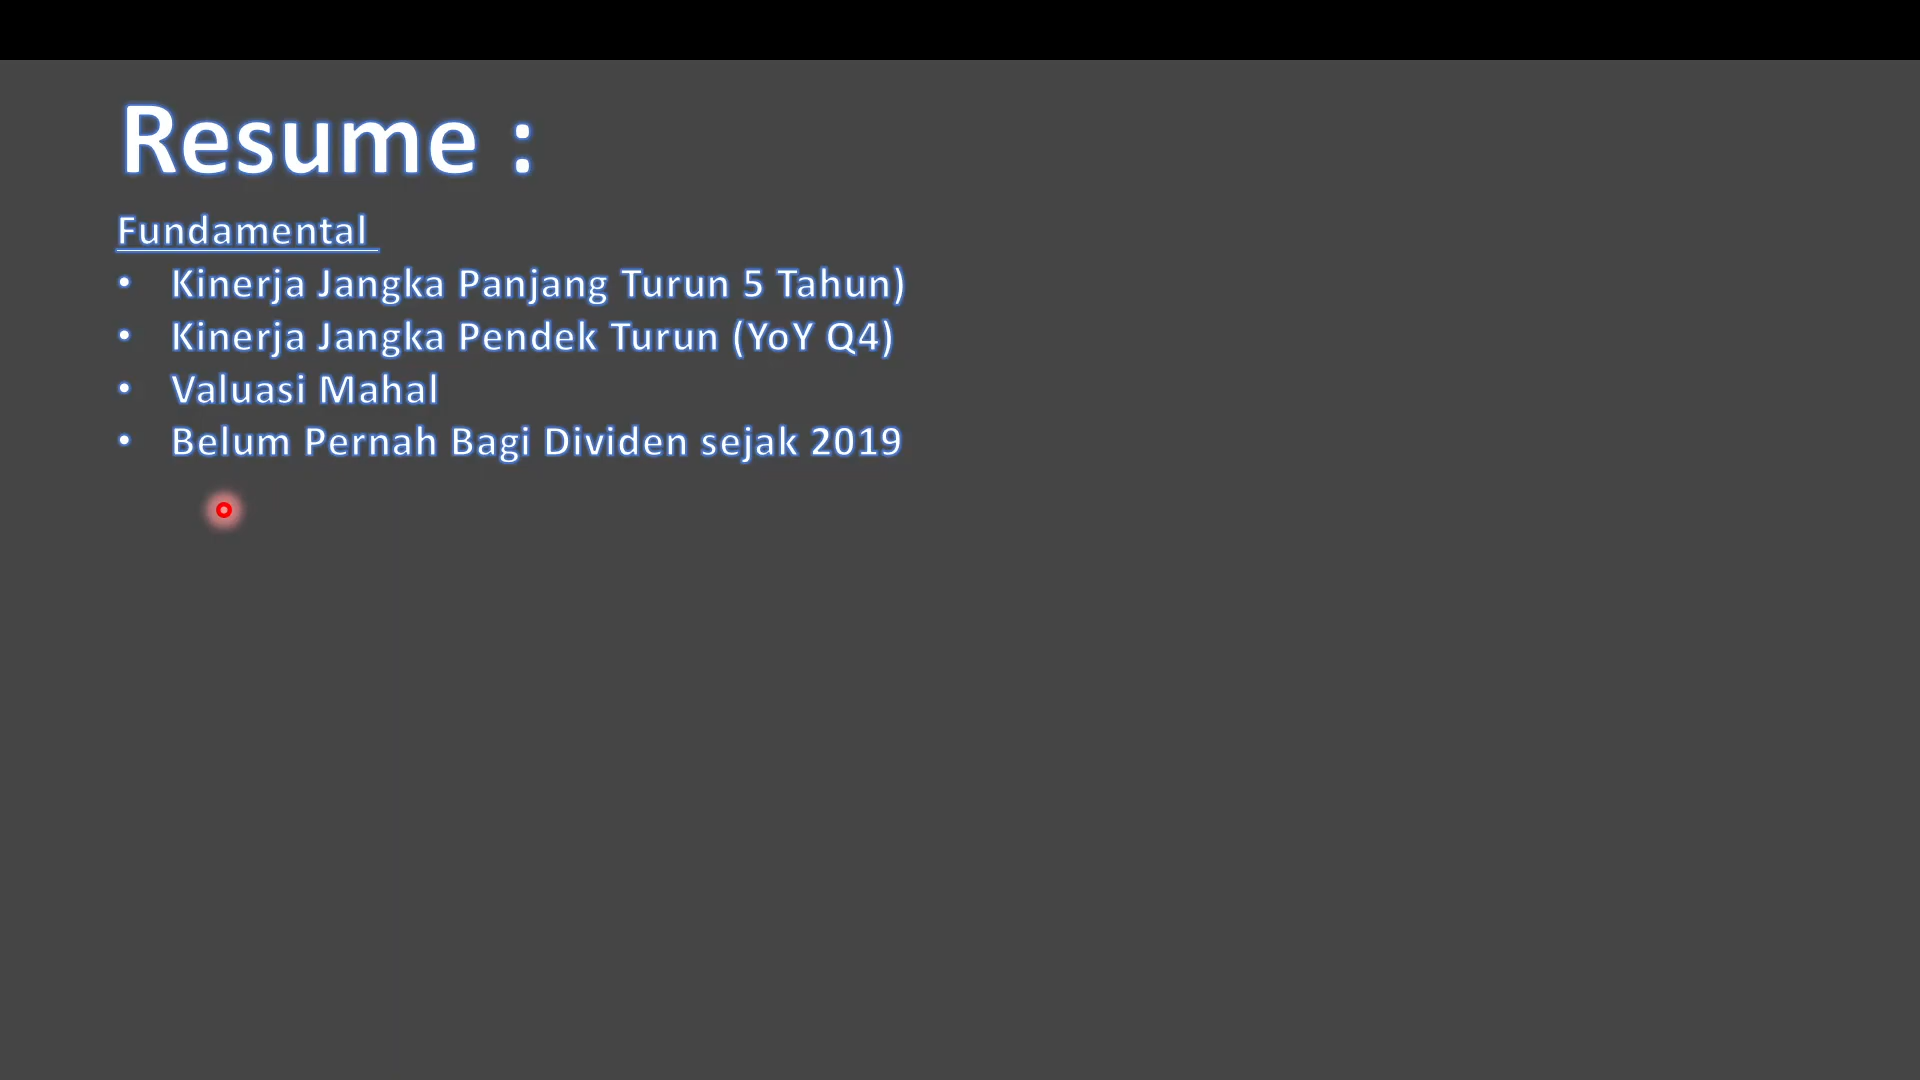 Resume :
Fundamental
• Kinerja Jangka Panjang Turun 5 Tahun)
• Kinerja Jangka Pendek Turun (YoY Q4)
• Valuasi Mahal
• Belum Pernah Bagi Dividen sejak 2019